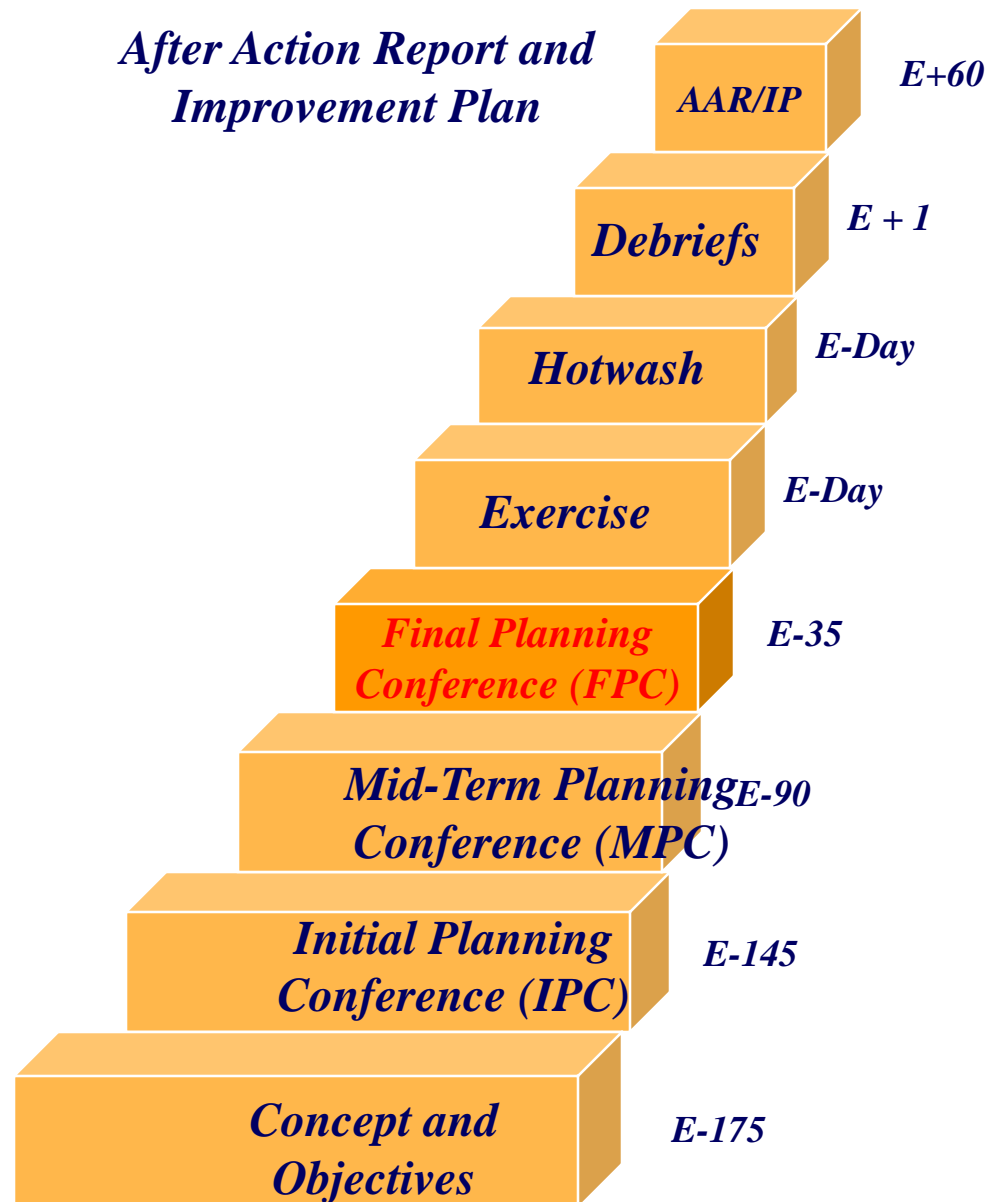 After Action Report and
Improvement Plan
AAR/IP
E+60
Debriefs
E + 1
Hotwash
E-Day
Exercise
E-Day
Final Planning
Conference (FPC)
E-35
Mid-Term Planning
Conference (MPC)
E-90
Initial Planning
Conference (IPC)
E-145
Concept and
Objectives
E-175